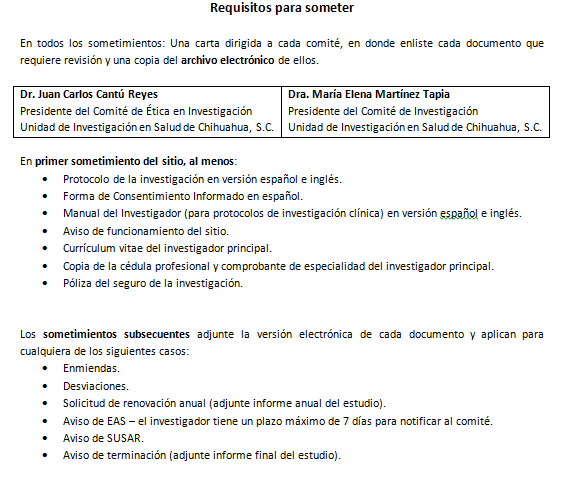 Requisitos para someter
En todos los sometimientos: Una carta dirigida a cada comité, en donde enliste cada documento que
requiere revisión y una copia del archivo electrónico de ellos.
Dr. Juan Carlos Cantú Reyes
Presidente del Comité de Ética en Investigación
Unidad de Investigación en Salud de Chihuahua, S.C.
Dra. María Elena Martínez Tapia
Presidente del Comité de Investigación
Unidad de Investigación en Salud de Chihuahua, S.C.
En primer sometimiento del sitio, al menos:
• Protocolo de la investigación en versión español e inglés.
• Forma de Consentimiento Informado en español.
• Manual del Investigador (para protocolos de investigación clínica) en versión español e inglés.
• Aviso de funcionamiento del sitio.
• Currículum vitae del investigador principal.
• Copia de la cédula profesional y comprobante de especialidad del investigador principal.
• Póliza del seguro de la investigación.
Los sometimientos subsecuentes adjunte la versión electrónica de cada documento y aplican para
cualquiera de los siguientes casos:
• Enmiendas.
• Desviaciones.
• Solicitud de renovación anual (adjunte informe anual del estudio).
• Aviso de EAS – el investigador tiene un plazo máximo de 7 días para notificar al comité.
• Aviso de SUSAR.
• Aviso de terminación (adjunte informe final del estudio).